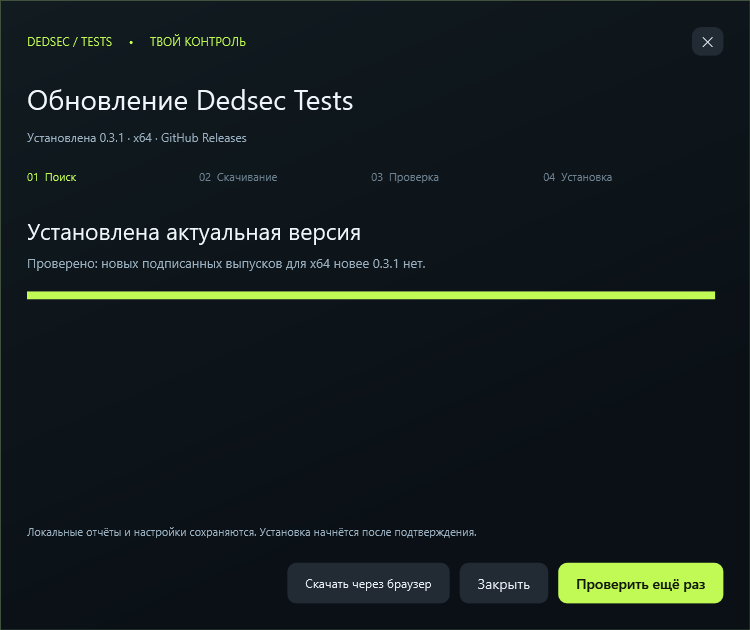 DEDSEC / TESTS • ТВОЙ КОНТРОЛЬ
Обновление Dedsec Tests
Установлена 0.3.1 · x64 · GitHub Releases
01 Поиск 02 Скачивание 03 Проверка 04 Установка
Установлена актуальная версия
Проверено: новых подписанных выпусков для x64 новее 0.3.1 нет.
Локальные отчёты и настройки сохраняются. Установка начнётся после подтверждения.
Скачать через браузер Закрыть Проверить ещё раз